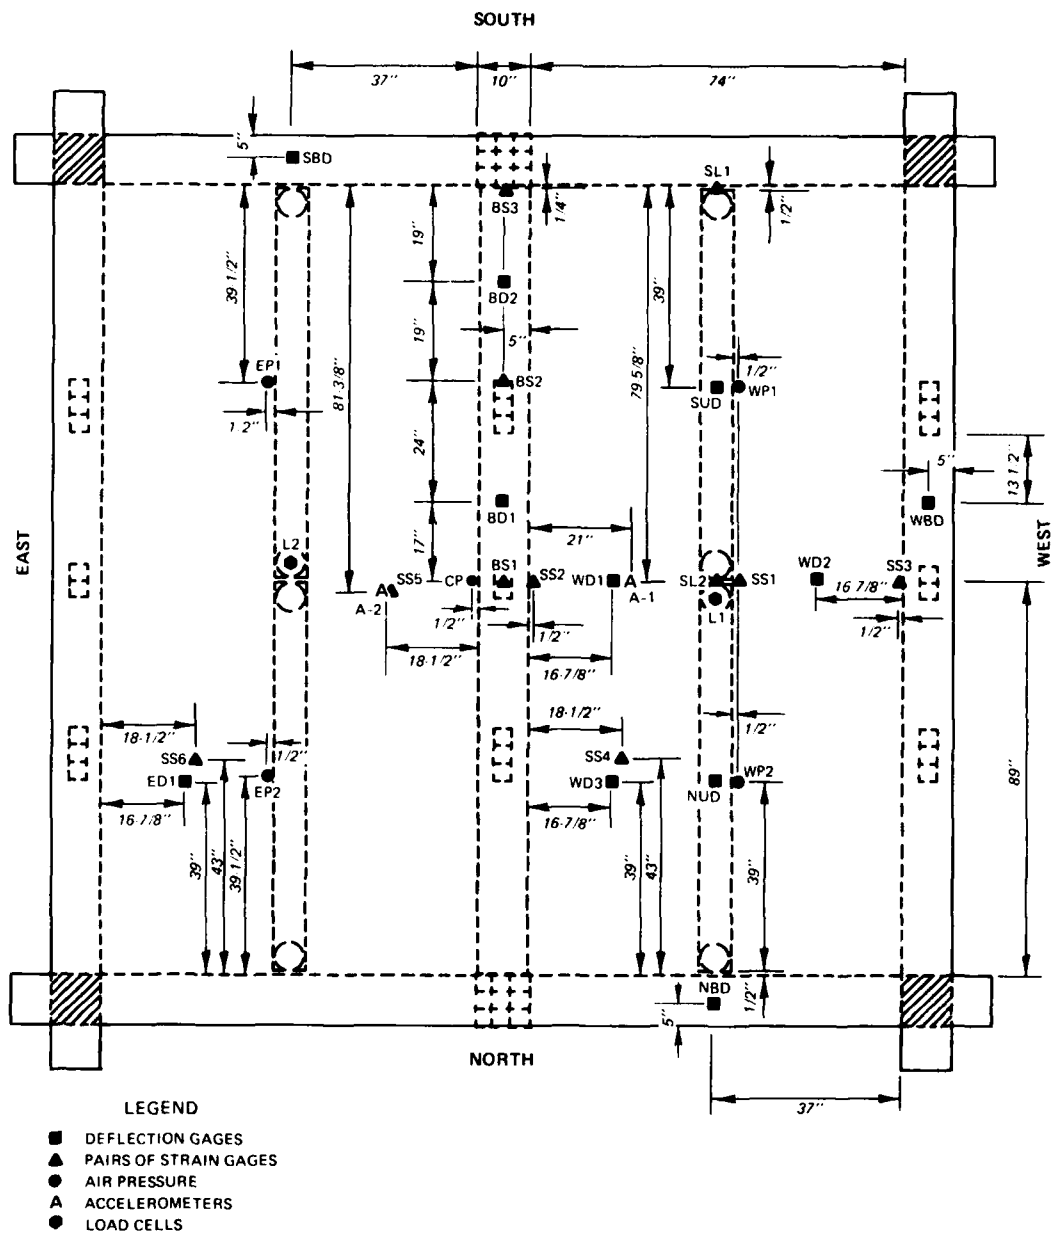 SOUTH
37" 10" 74"
5"
SBD
SL1
BS3
1/4"
1/2"
19"
39 1/2"
39"
BD2
81-3/8"
19"
5"
79 5/8"
EP1
BS2
1/2"
SUD WP1
1-2"
24"
5"
13 1/2"
BD1
WBD
EAST
WEST
17"
21"
L2
BS1
SS5 CP SS2 WD1 A SL2 SS1 WD2 SS3
A
A-2 A-1 L1
16 7/8"
1/2" 1/2" 1/2"
18-1/2" 16-7/8"
18-1/2" 18-1/2"
1/2" 1/2"
SS6 SS4
ED1 EP2 WD3 NUD WP2
89"
16-7/8" 16-7/8"
39" 43" 39 1/2" 39" 43" 39"
NBD
1/2"
5"
NORTH
37"
LEGEND
DEFLECTION GAGES
PAIRS OF STRAIN GAGES
AIR PRESSURE
A ACCELEROMETERS
LOAD CELLS